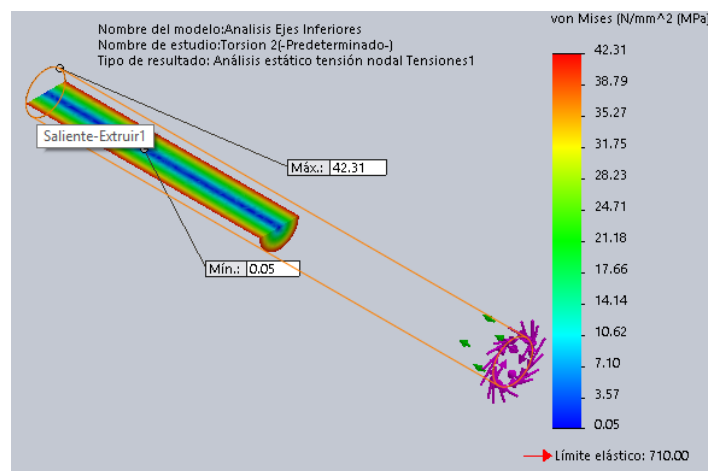 Nombre del modelo:Analisis Ejes Inferiores
Nombre de estudio:Torsion 2(-Predeterminado-)
Tipo de resultado: Análisis estático tensión nodal Tensiones1
von Mises (N/mm^2 (MPa)
42.31
38.79
35.27
31.75
28.23
24.71
21.18
17.66
14.14
10.62
7.10
3.57
0.05
Límite elástico: 710.00
Saliente-Extruir1
Máx.: 42.31
Mín.: 0.05